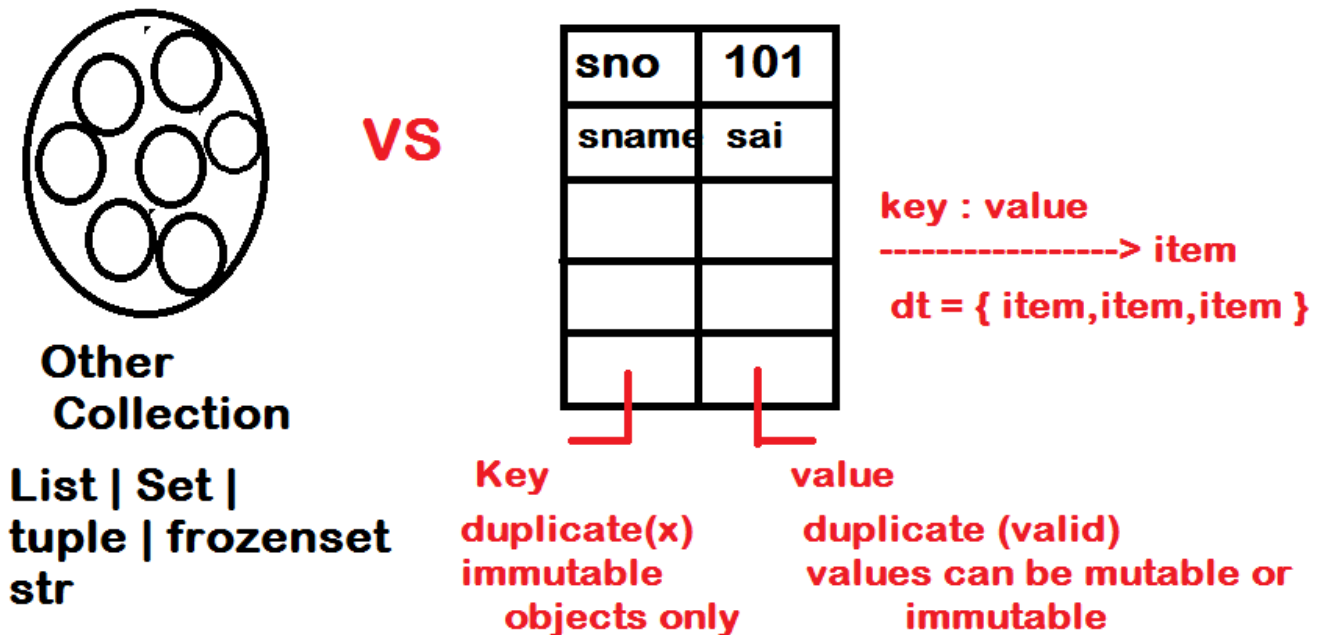 sno 101
sname sai
VS
key : value
------------------> item
dt = { item,item,item }
Other
Collection
List | Set |
tuple | frozenset
str
Key value
duplicate(x) duplicate (valid)
immutable values can be mutable or
objects only immutable